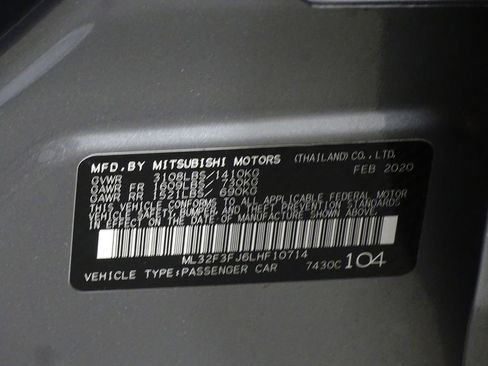 MFD. BY MITSUBISHI MOTORS (THAILAND) CO., LTD.
GVWR 3108LBS/1410KG FEB 2020
GAWR FR 1609LBS/ 730KG
GAWR RR 1521LBS/ 690KG
THIS VEHICLE CONFORMS TO ALL APPLICABLE FEDERAL MOTOR
VEHICLE SAFETY, BUMPER, AND THEFT PREVENTION STANDARDS
IN EFFECT ON THE DATE OF MANUFACTURE SHOWN ABOVE.
ML32F3FJ6LHF10714
VEHICLE TYPE:PASSENGER CAR 7430C 104